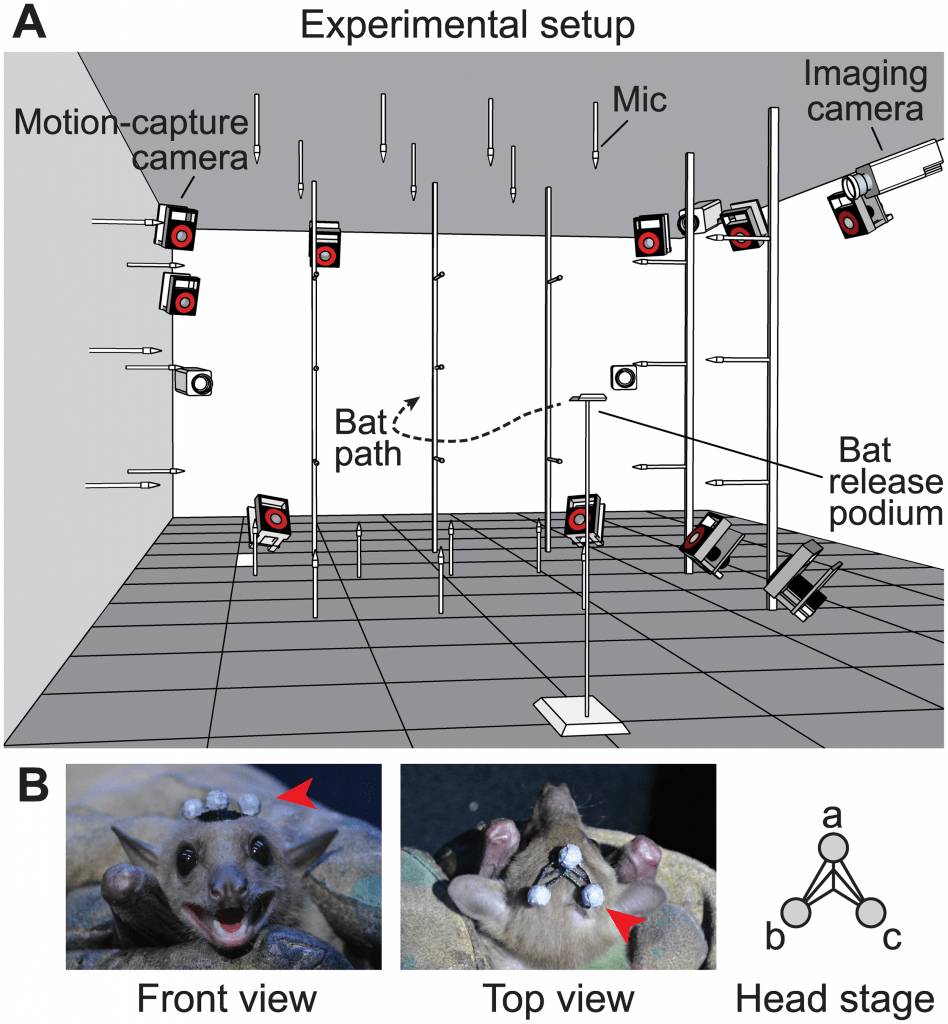 A
Experimental setup
Imaging
camera
Mic
Motion-capture
camera
Bat
path
Bat
release
podium
B
a
b
c
Front view
Top view
Head stage